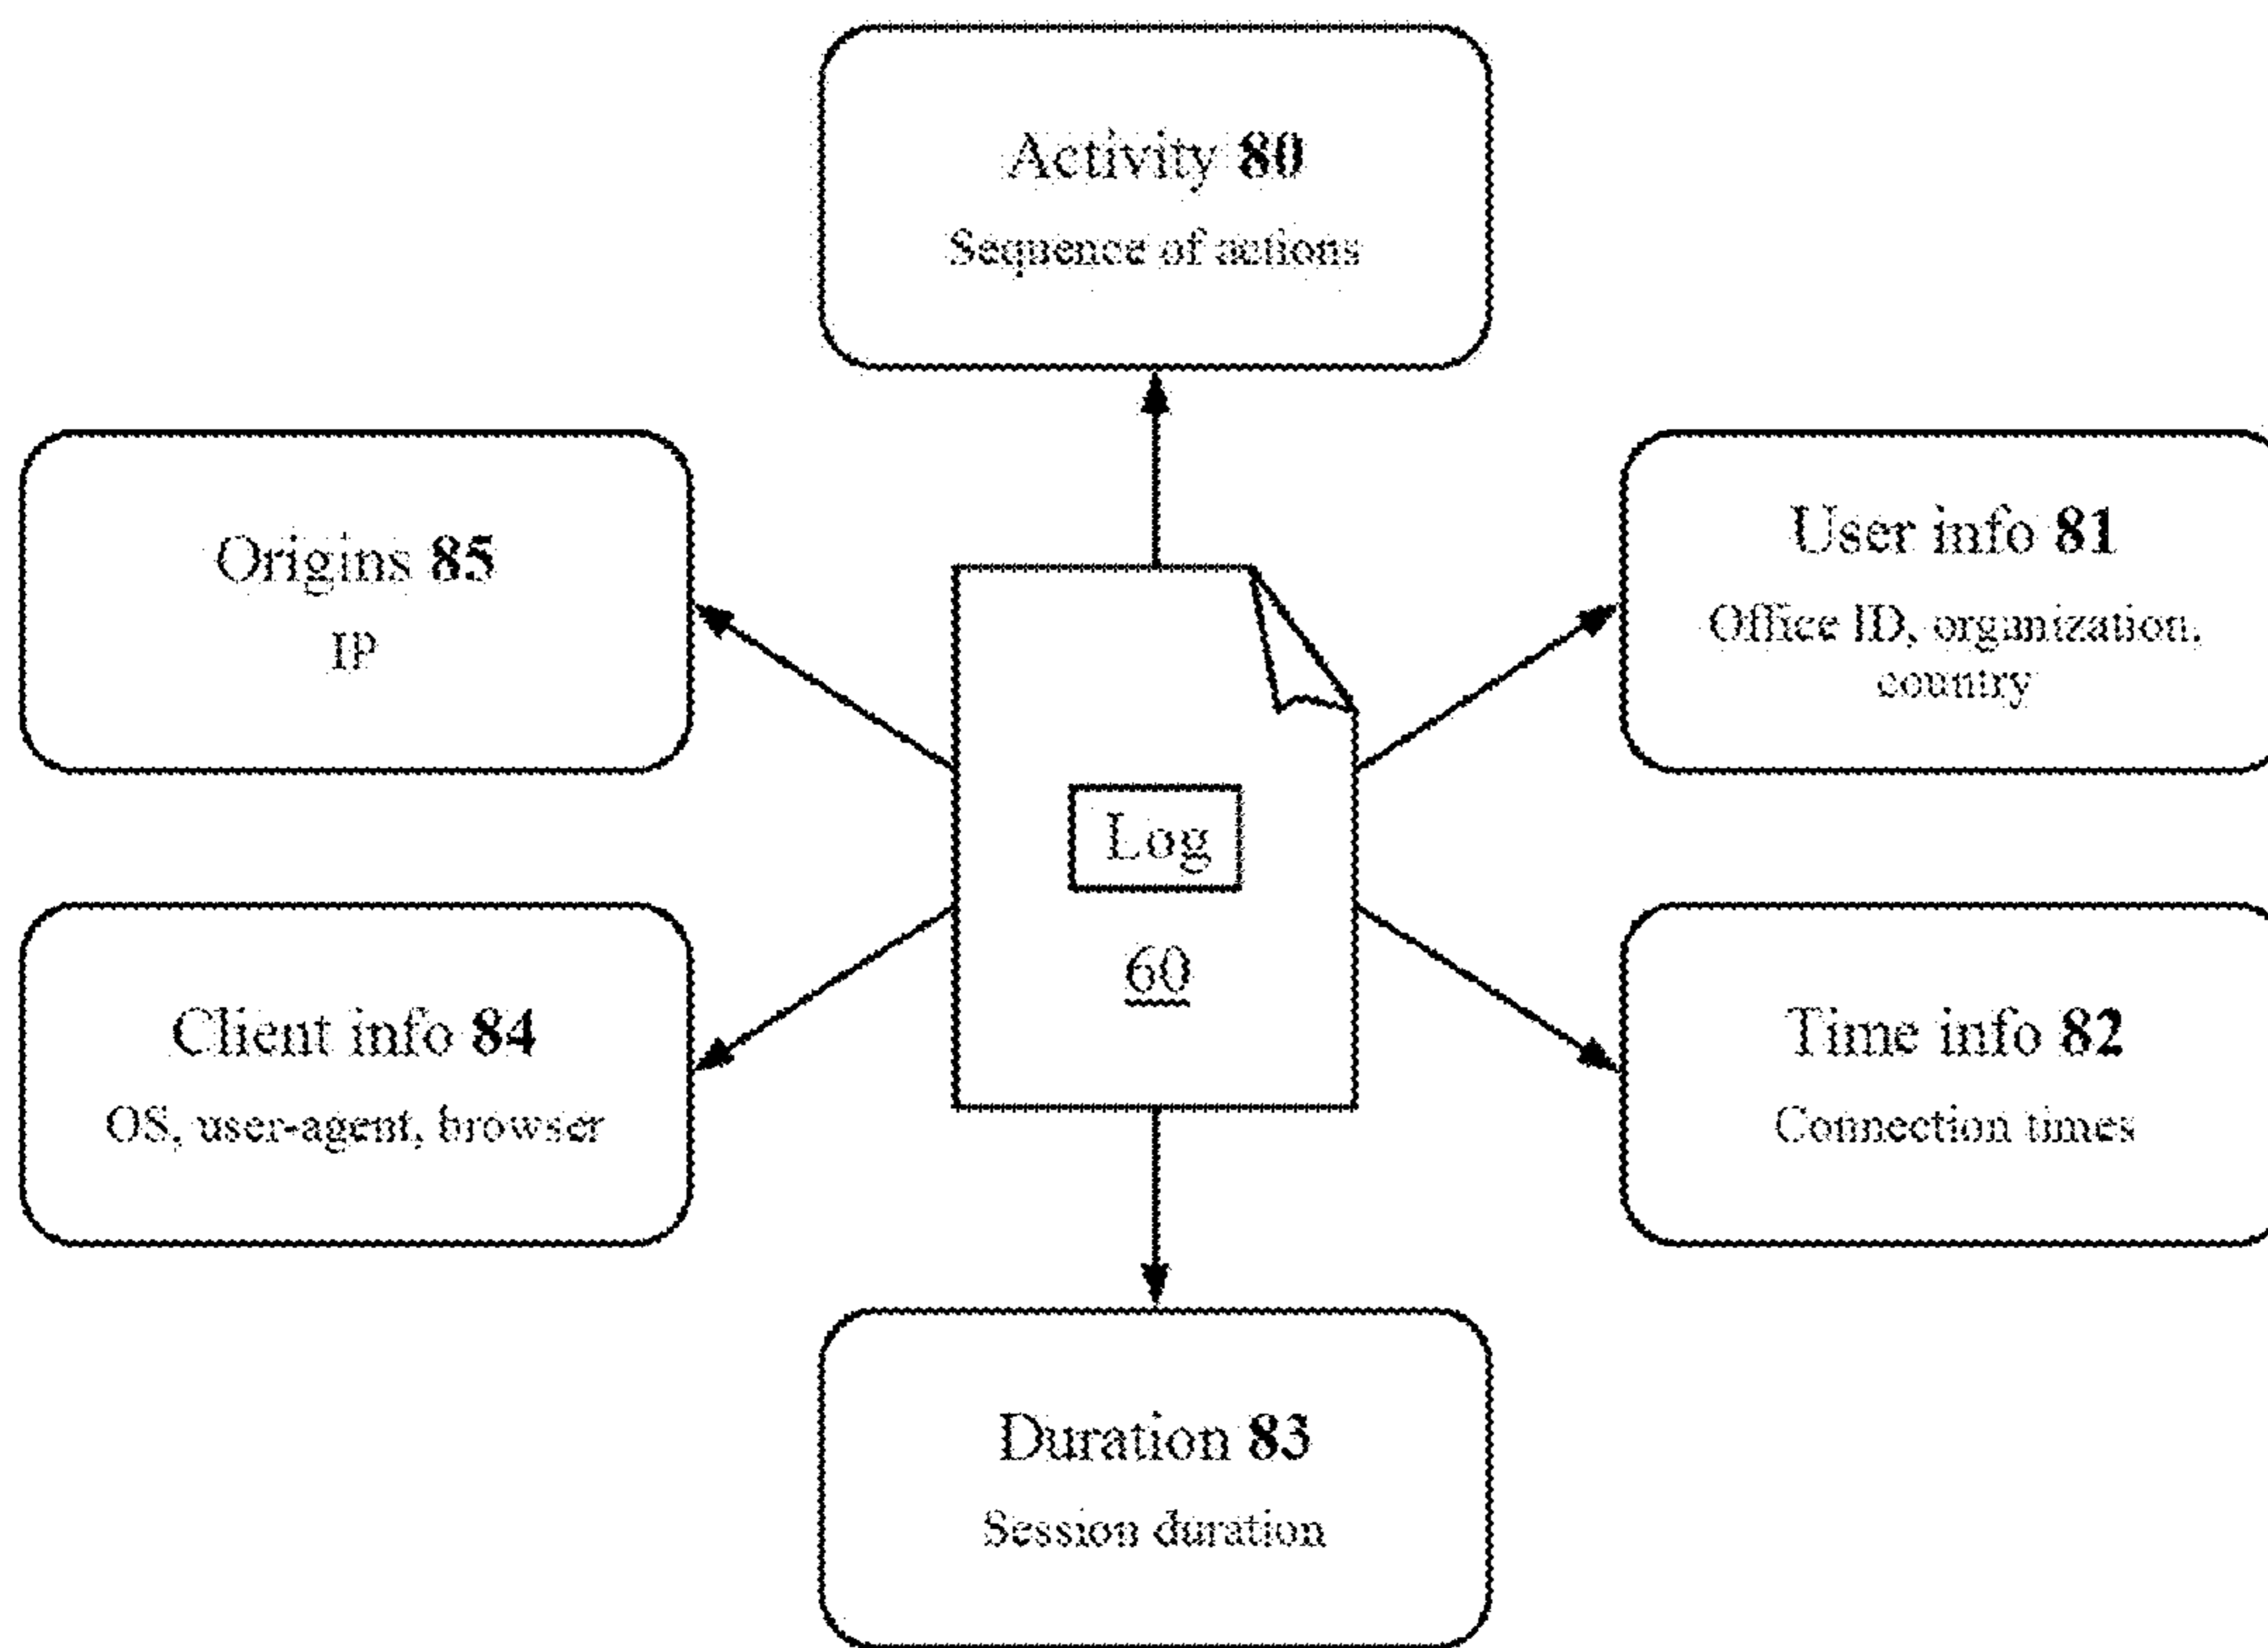 Activity 80
Sequence of actions
Origins 85
IP
User info 81
Office ID, organization,
country
Log
60
Client info 84
OS, user-agent, browser
Time info 82
Connection times
Duration 83
Session duration